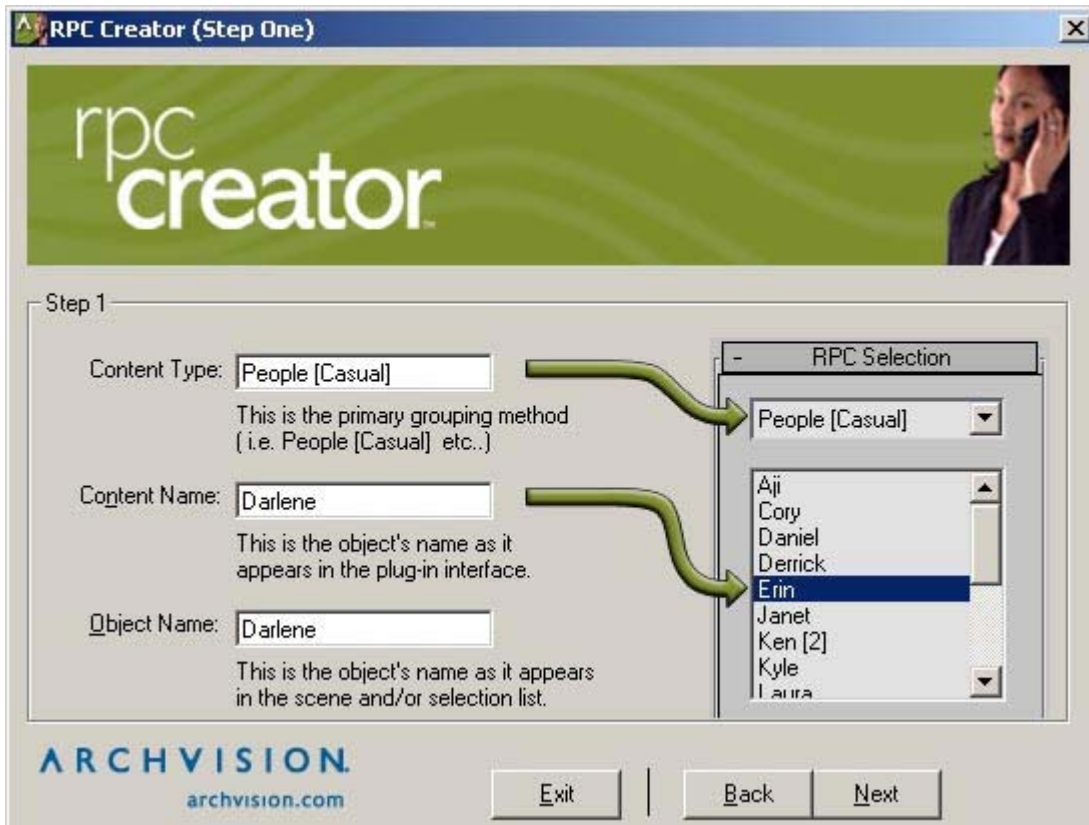 RPC Creator (Step One)
rpc
creator™
Step 1
Content Type:
People [Casual]
This is the primary grouping method
( i.e. People [Casual] etc..)
Content Name:
Darlene
This is the object's name as it
appears in the plug-in interface.
Object Name:
Darlene
This is the object's name as it appears
in the scene and/or selection list.
- RPC Selection
People [Casual]
Aji
Cory
Daniel
Derrick
Erin
Janet
Ken [2]
Kyle
Laura
ARCHVISION.
archvision.com
Exit
Back
Next